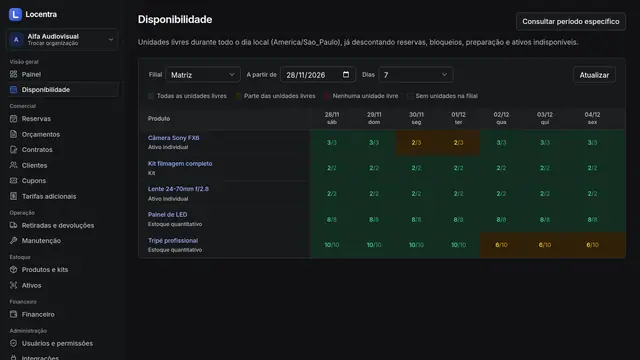 Locentra
Alfa Audiovisual
Trocar organização
Visão geral
Painel
Disponibilidade
Comercial
Reservas
Orçamentos
Contratos
Clientes
Cupons
Tarifas adicionais
Operação
Retiradas e devoluções
Manutenção
Estoque
Produtos e kits
Ativos
Financeiro
Financeiro
Administração
Usuários e permissões
Integrações
Disponibilidade
Consultar período específico
Unidades livres durante todo o dia local (America/Sao_Paulo), já descontando reservas, bloqueios, preparação e ativos indisponíveis.
Filial Matriz A partir de 28/11/2026 Dias 7 Atualizar
Todas as unidades livres Parte das unidades livres Nenhuma unidade livre Sem unidades na filial
Produto 28/11 sáb 29/11 dom 30/11 seg 01/12 ter 02/12 qua 03/12 qui 04/12 sex
Câmera Sony FX6 3/3 3/3 2/3 2/3 3/3 3/3 3/3
Ativo individual
Kit filmagem completo 2/2 2/2 2/2 2/2 2/2 2/2 2/2
Kit
Lente 24-70mm f/2.8 2/2 2/2 2/2 2/2 2/2 2/2 2/2
Ativo individual
Painel de LED 8/8 8/8 8/8 8/8 8/8 8/8 8/8
Estoque quantitativo
Tripé profissional 10/10 10/10 10/10 10/10 6/10 6/10 6/10
Estoque quantitativo